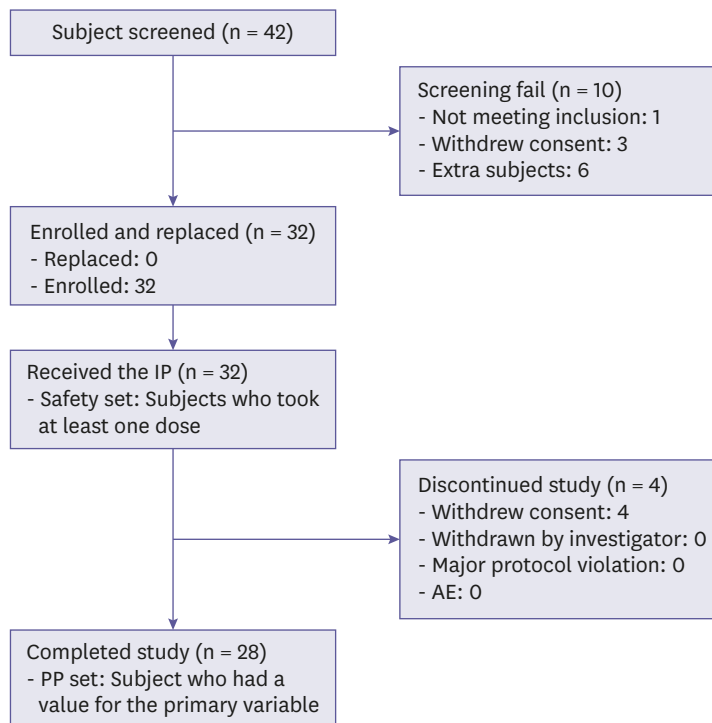 Subject screened (n = 42)
Screening fail (n = 10)
- Not meeting inclusion: 1
- Withdrew consent: 3
- Extra subjects: 6
Enrolled and replaced (n = 32)
- Replaced: 0
- Enrolled: 32
Received the IP (n = 32)
- Safety set: Subjects who took
at least one dose
Discontinued study (n = 4)
- Withdrew consent: 4
- Withdrawn by investigator: 0
- Major protocol violation: 0
- AE: 0
Completed study (n = 28)
- PP set: Subject who had a
value for the primary variable